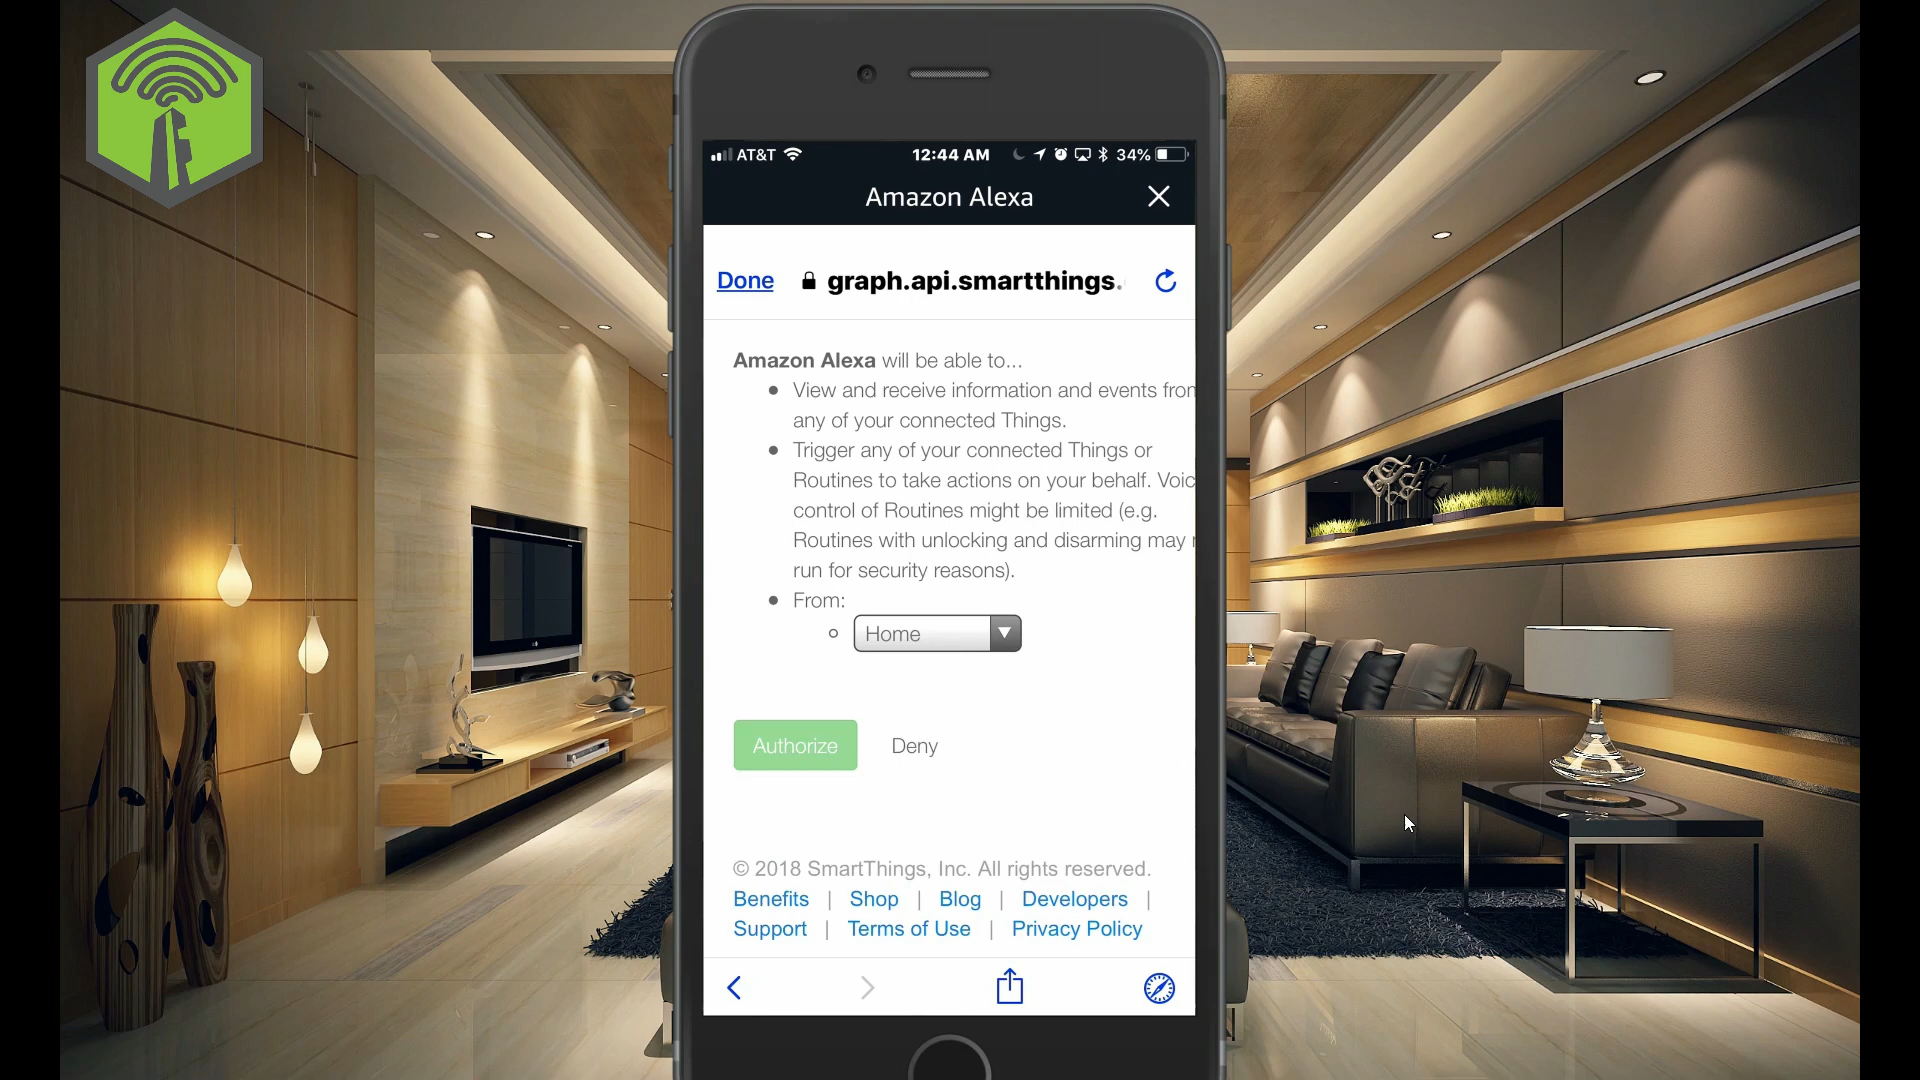 AT&T 12:44 AM 34%
Amazon Alexa
Done graph.api.smartthings.
Amazon Alexa will be able to...
View and receive information and events from
any of your connected Things.
Trigger any of your connected Things or
Routines to take actions on your behalf. Voic
control of Routines might be limited (e.g.
Routines with unlocking and disarming may
run for security reasons).
From:
Home
Authorize Deny
© 2018 SmartThings, Inc. All rights reserved.
Benefits | Shop | Blog | Developers |
Support | Terms of Use | Privacy Policy